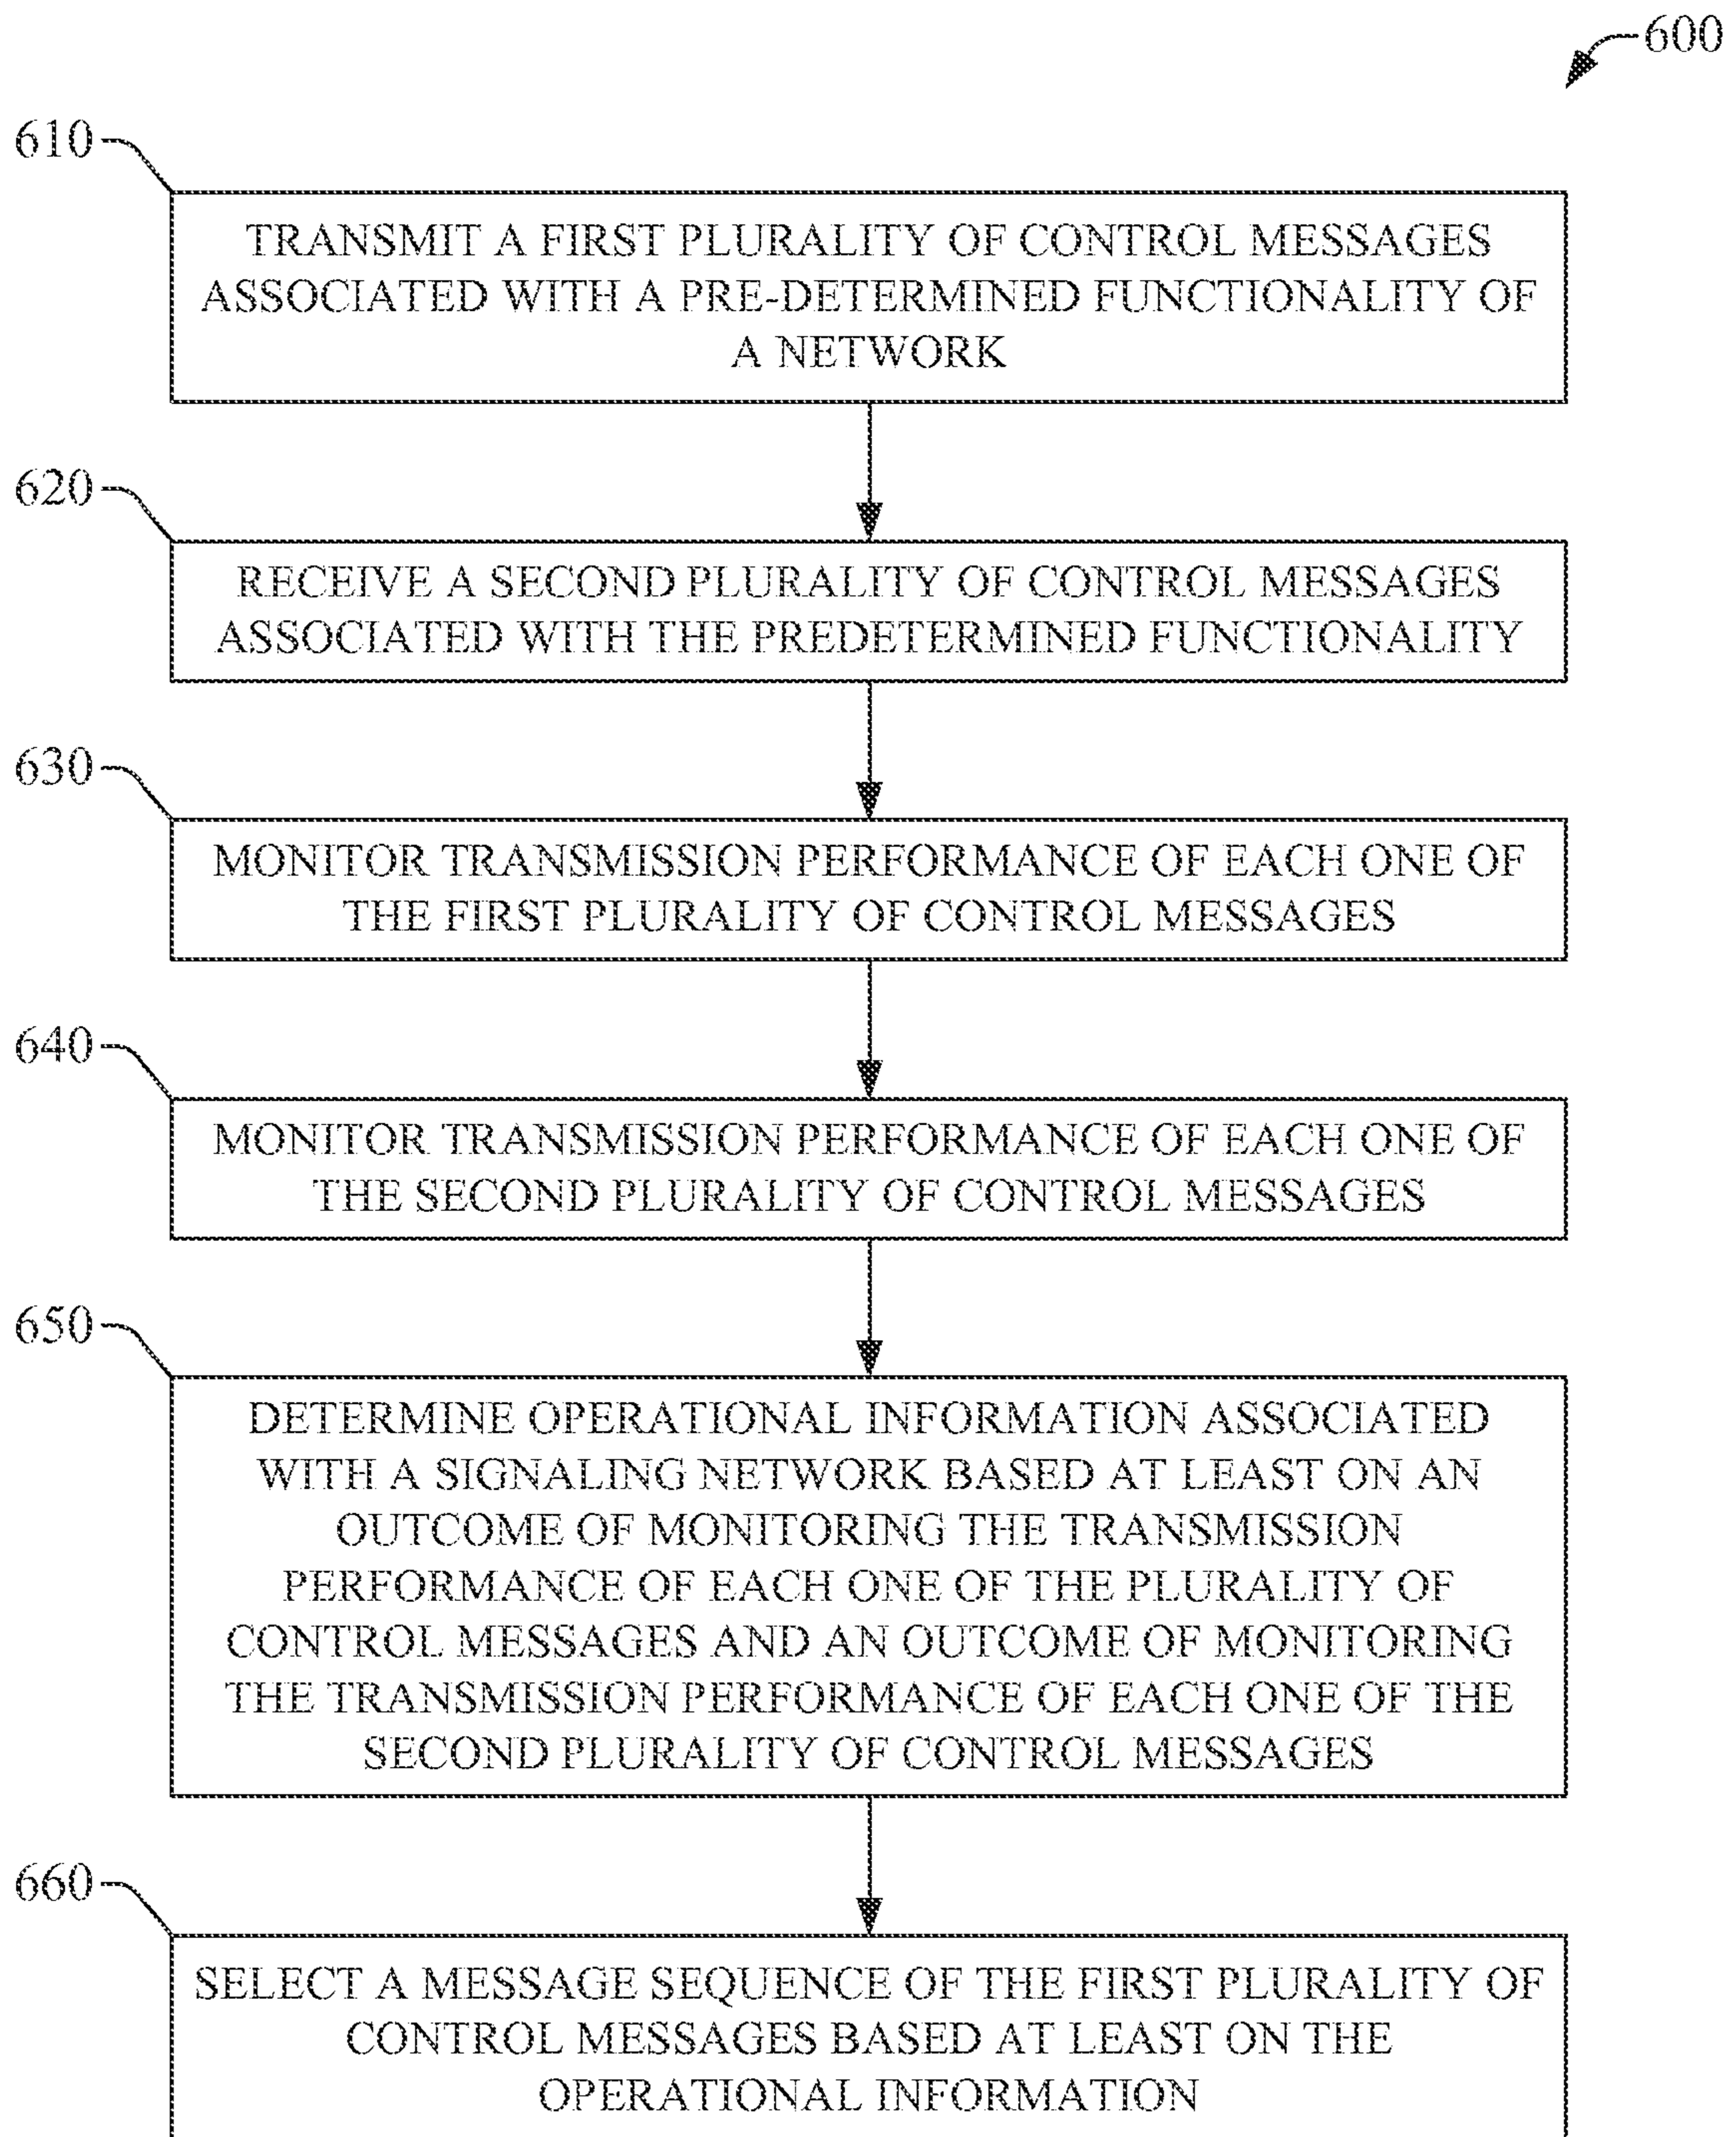 600
610
TRANSMIT A FIRST PLURALITY OF CONTROL MESSAGES
ASSOCIATED WITH A PRE-DETERMINED FUNCTIONALITY OF
A NETWORK
620
RECEIVE A SECOND PLURALITY OF CONTROL MESSAGES
ASSOCIATED WITH THE PREDETERMINED FUNCTIONALITY
630
MONITOR TRANSMISSION PERFORMANCE OF EACH ONE OF
THE FIRST PLURALITY OF CONTROL MESSAGES
640
MONITOR TRANSMISSION PERFORMANCE OF EACH ONE OF
THE SECOND PLURALITY OF CONTROL MESSAGES
650
DETERMINE OPERATIONAL INFORMATION ASSOCIATED
WITH A SIGNALING NETWORK BASED AT LEAST ON AN
OUTCOME OF MONITORING THE TRANSMISSION
PERFORMANCE OF EACH ONE OF THE PLURALITY OF
CONTROL MESSAGES AND AN OUTCOME OF MONITORING
THE TRANSMISSION PERFORMANCE OF EACH ONE OF THE
SECOND PLURALITY OF CONTROL MESSAGES
660
SELECT A MESSAGE SEQUENCE OF THE FIRST PLURALITY OF
CONTROL MESSAGES BASED AT LEAST ON THE
OPERATIONAL INFORMATION